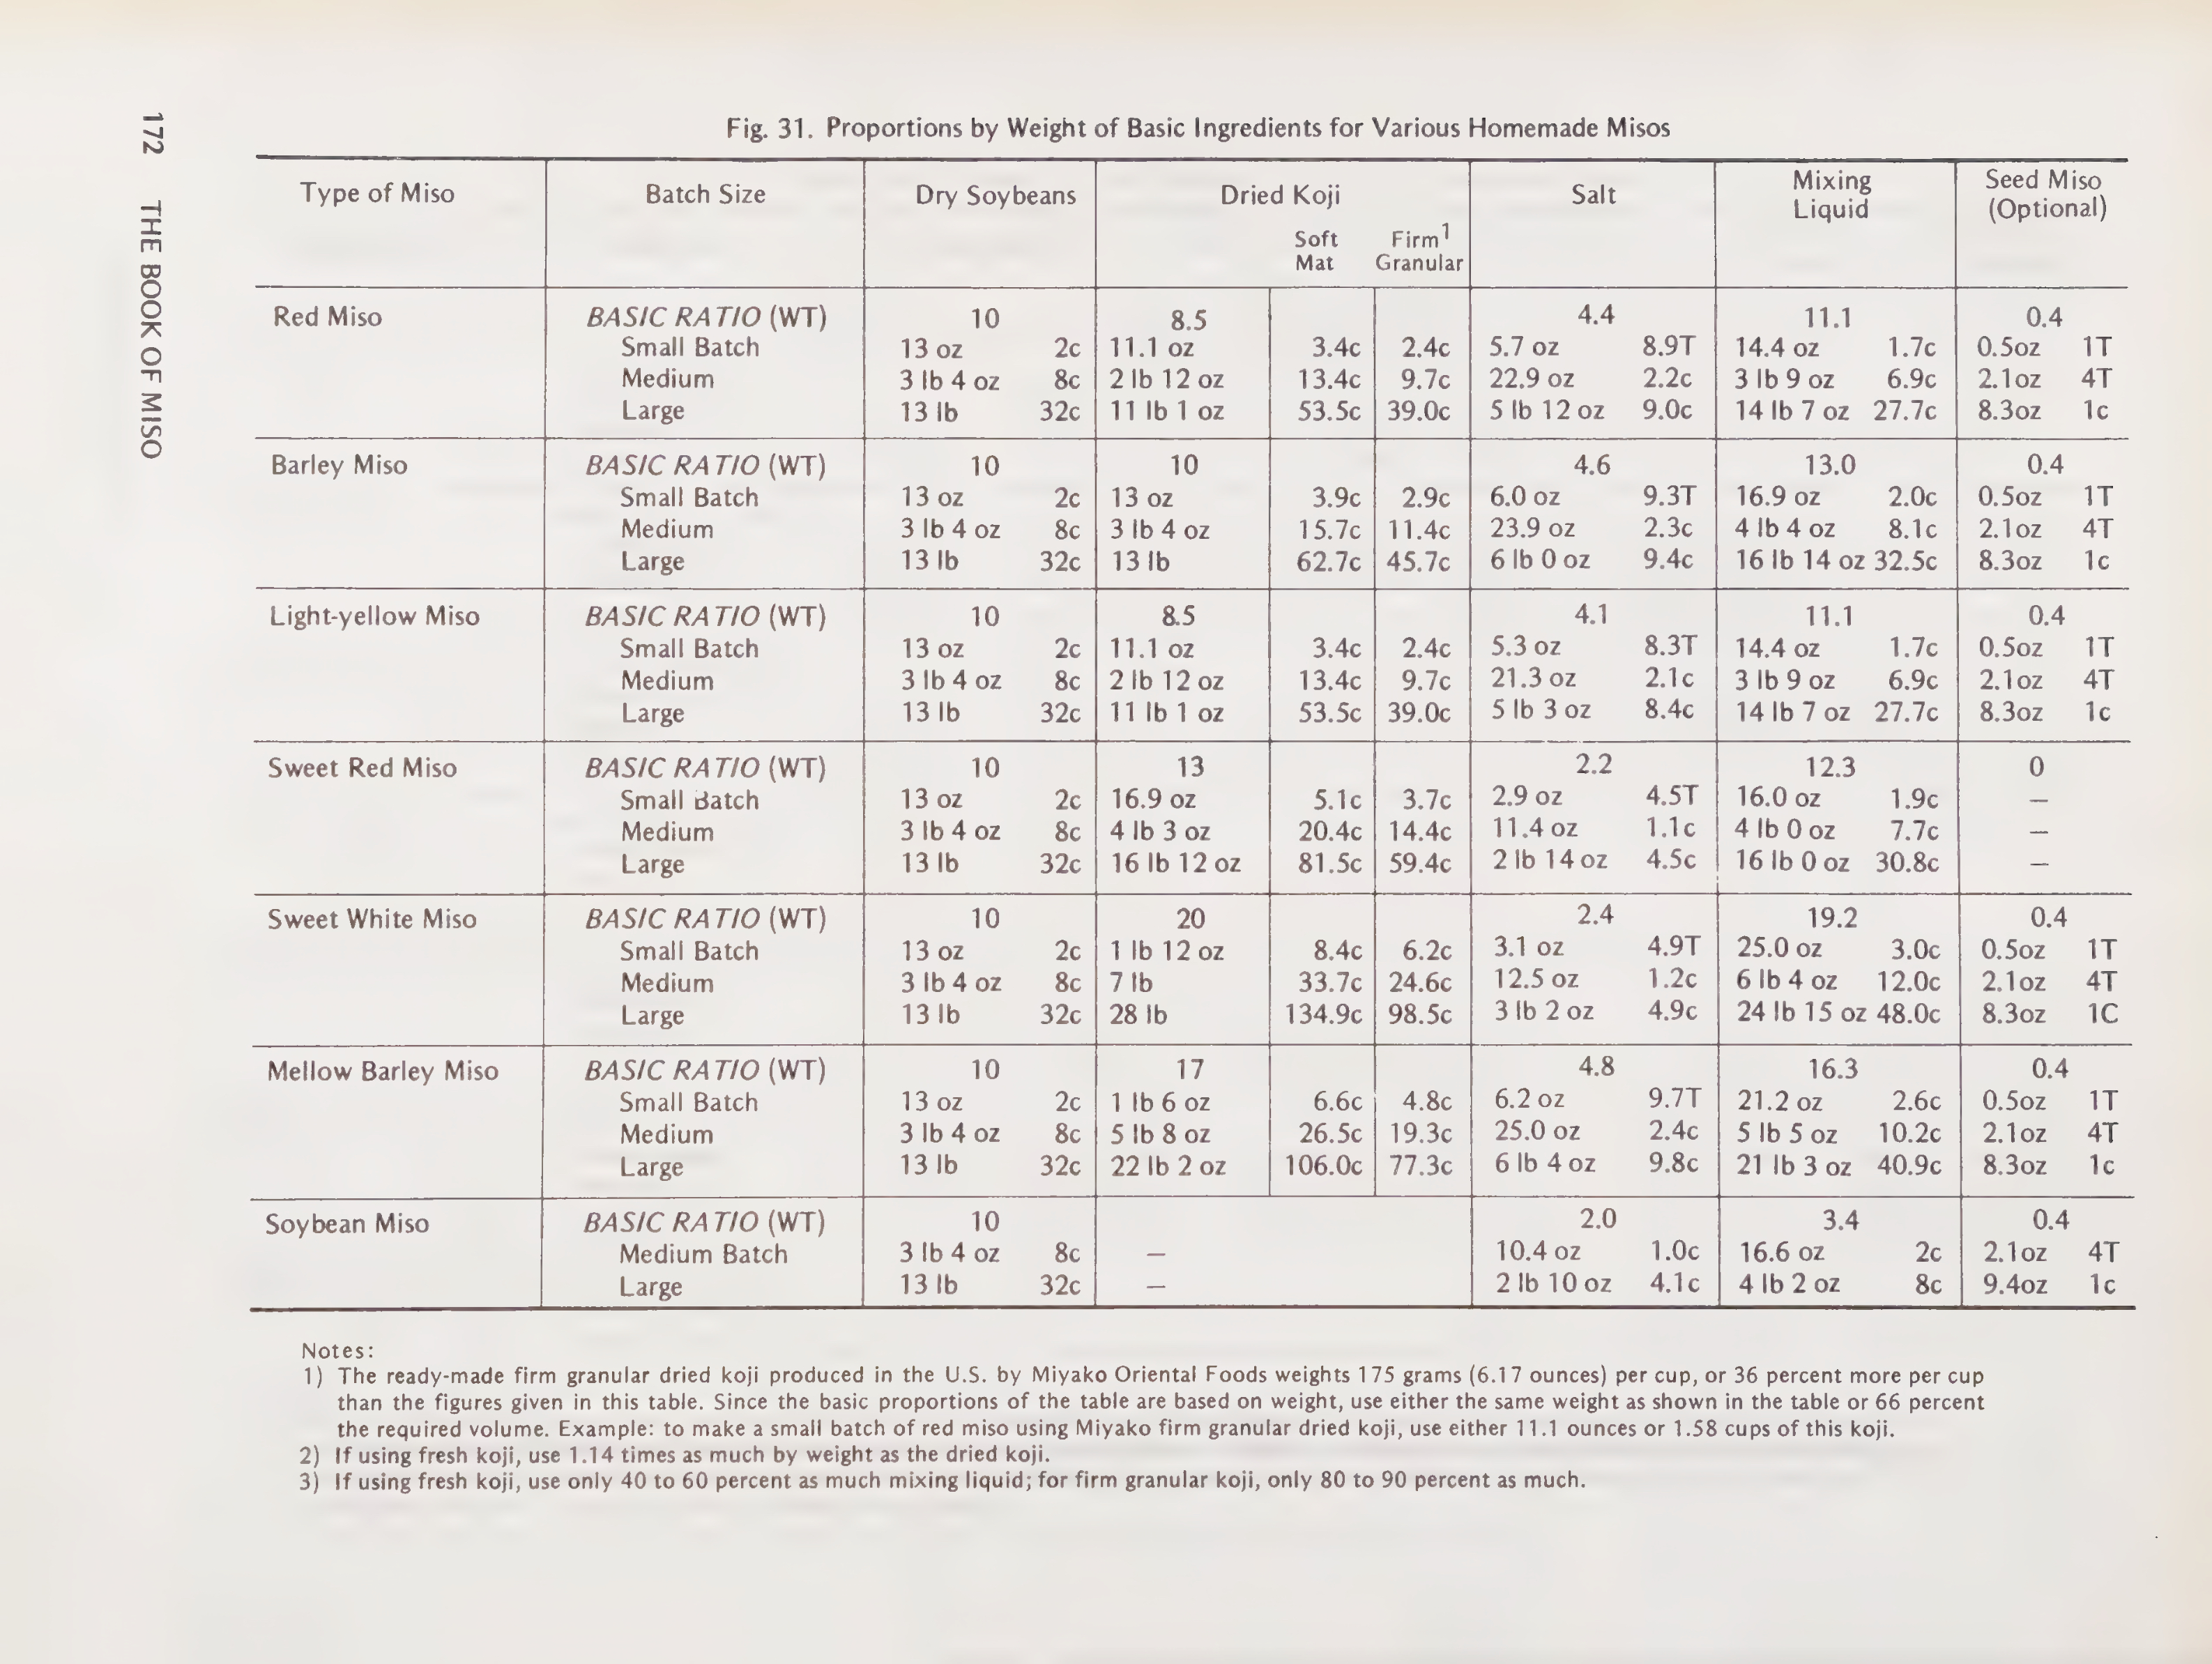 172 THE BOOK OF MISO
Fig. 31. Proportions by Weight of Basic Ingredients for Various Homemade Misos
Type of Miso Batch Size Dry Soybeans Dried Koji Salt Mixing Liquid Seed Miso (Optional)
Soft Mat Firm¹ Granular
Red Miso BASIC RATIO (WT) 10 8.5 4.4 11.1 0.4
Small Batch 13 oz 2c 11.1 oz 3.4c 2.4c 5.7 oz 8.9T 14.4 oz 1.7c 0.5oz 1T
Medium 3 lb 4 oz 8c 2 lb 12 oz 13.4c 9.7c 22.9 oz 2.2c 3 lb 9 oz 6.9c 2.1oz 4T
Large 13 lb 32c 11 lb 1 oz 53.5c 39.0c 5 lb 12 oz 9.0c 14 lb 7 oz 27.7c 8.3oz 1c
Barley Miso BASIC RATIO (WT) 10 10 4.6 13.0 0.4
Small Batch 13 oz 2c 13 oz 3.9c 2.9c 6.0 oz 9.3T 16.9 oz 2.0c 0.5oz 1T
Medium 3 lb 4 oz 8c 3 lb 4 oz 15.7c 11.4c 23.9 oz 2.3c 4 lb 4 oz 8.1c 2.1oz 4T
Large 13 lb 32c 13 lb 62.7c 45.7c 6 lb 0 oz 9.4c 16 lb 14 oz 32.5c 8.3oz 1c
Light-yellow Miso BASIC RATIO (WT) 10 8.5 4.1 11.1 0.4
Small Batch 13 oz 2c 11.1 oz 3.4c 2.4c 5.3 oz 8.3T 14.4 oz 1.7c 0.5oz 1T
Medium 3 lb 4 oz 8c 2 lb 12 oz 13.4c 9.7c 21.3 oz 2.1c 3 lb 9 oz 6.9c 2.1oz 4T
Large 13 lb 32c 11 lb 1 oz 53.5c 39.0c 5 lb 3 oz 8.4c 14 lb 7 oz 27.7c 8.3oz 1c
Sweet Red Miso BASIC RATIO (WT) 10 13 2.2 12.3 0
Small Batch 13 oz 2c 16.9 oz 5.1c 3.7c 2.9 oz 4.5T 16.0 oz 1.9c —
Medium 3 lb 4 oz 8c 4 lb 3 oz 20.4c 14.4c 11.4 oz 1.1c 4 lb 0 oz 7.7c —
Large 13 lb 32c 16 lb 12 oz 81.5c 59.4c 2 lb 14 oz 4.5c 16 lb 0 oz 30.8c —
Sweet White Miso BASIC RATIO (WT) 10 20 2.4 19.2 0.4
Small Batch 13 oz 2c 1 lb 12 oz 8.4c 6.2c 3.1 oz 4.9T 25.0 oz 3.0c 0.5oz 1T
Medium 3 lb 4 oz 8c 7 lb 33.7c 24.6c 12.5 oz 1.2c 6 lb 4 oz 12.0c 2.1oz 4T
Large 13 lb 32c 28 lb 134.9c 98.5c 3 lb 2 oz 4.9c 24 lb 15 oz 48.0c 8.3oz 1C
Mellow Barley Miso BASIC RATIO (WT) 10 17 4.8 16.3 0.4
Small Batch 13 oz 2c 1 lb 6 oz 6.6c 4.8c 6.2 oz 9.7T 21.2 oz 2.6c 0.5oz 1T
Medium 3 lb 4 oz 8c 5 lb 8 oz 26.5c 19.3c 25.0 oz 2.4c 5 lb 5 oz 10.2c 2.1oz 4T
Large 13 lb 32c 22 lb 2 oz 106.0c 77.3c 6 lb 4 oz 9.8c 21 lb 3 oz 40.9c 8.3oz 1c
Soybean Miso BASIC RATIO (WT) 10 2.0 3.4 0.4
Medium Batch 3 lb 4 oz 8c — 10.4 oz 1.0c 16.6 oz 2c 2.1oz 4T
Large 13 lb 32c — 2 lb 10 oz 4.1c 4 lb 2 oz 8c 9.4oz 1c
Notes:
1) The ready-made firm granular dried koji produced in the U.S. by Miyako Oriental Foods weights 175 grams (6.17 ounces) per cup, or 36 percent more per cup
than the figures given in this table. Since the basic proportions of the table are based on weight, use either the same weight as shown in the table or 66 percent
the required volume. Example: to make a small batch of red miso using Miyako firm granular dried koji, use either 11.1 ounces or 1.58 cups of this koji.
2) If using fresh koji, use 1.14 times as much by weight as the dried koji.
3) If using fresh koji, use only 40 to 60 percent as much mixing liquid; for firm granular koji, only 80 to 90 percent as much.